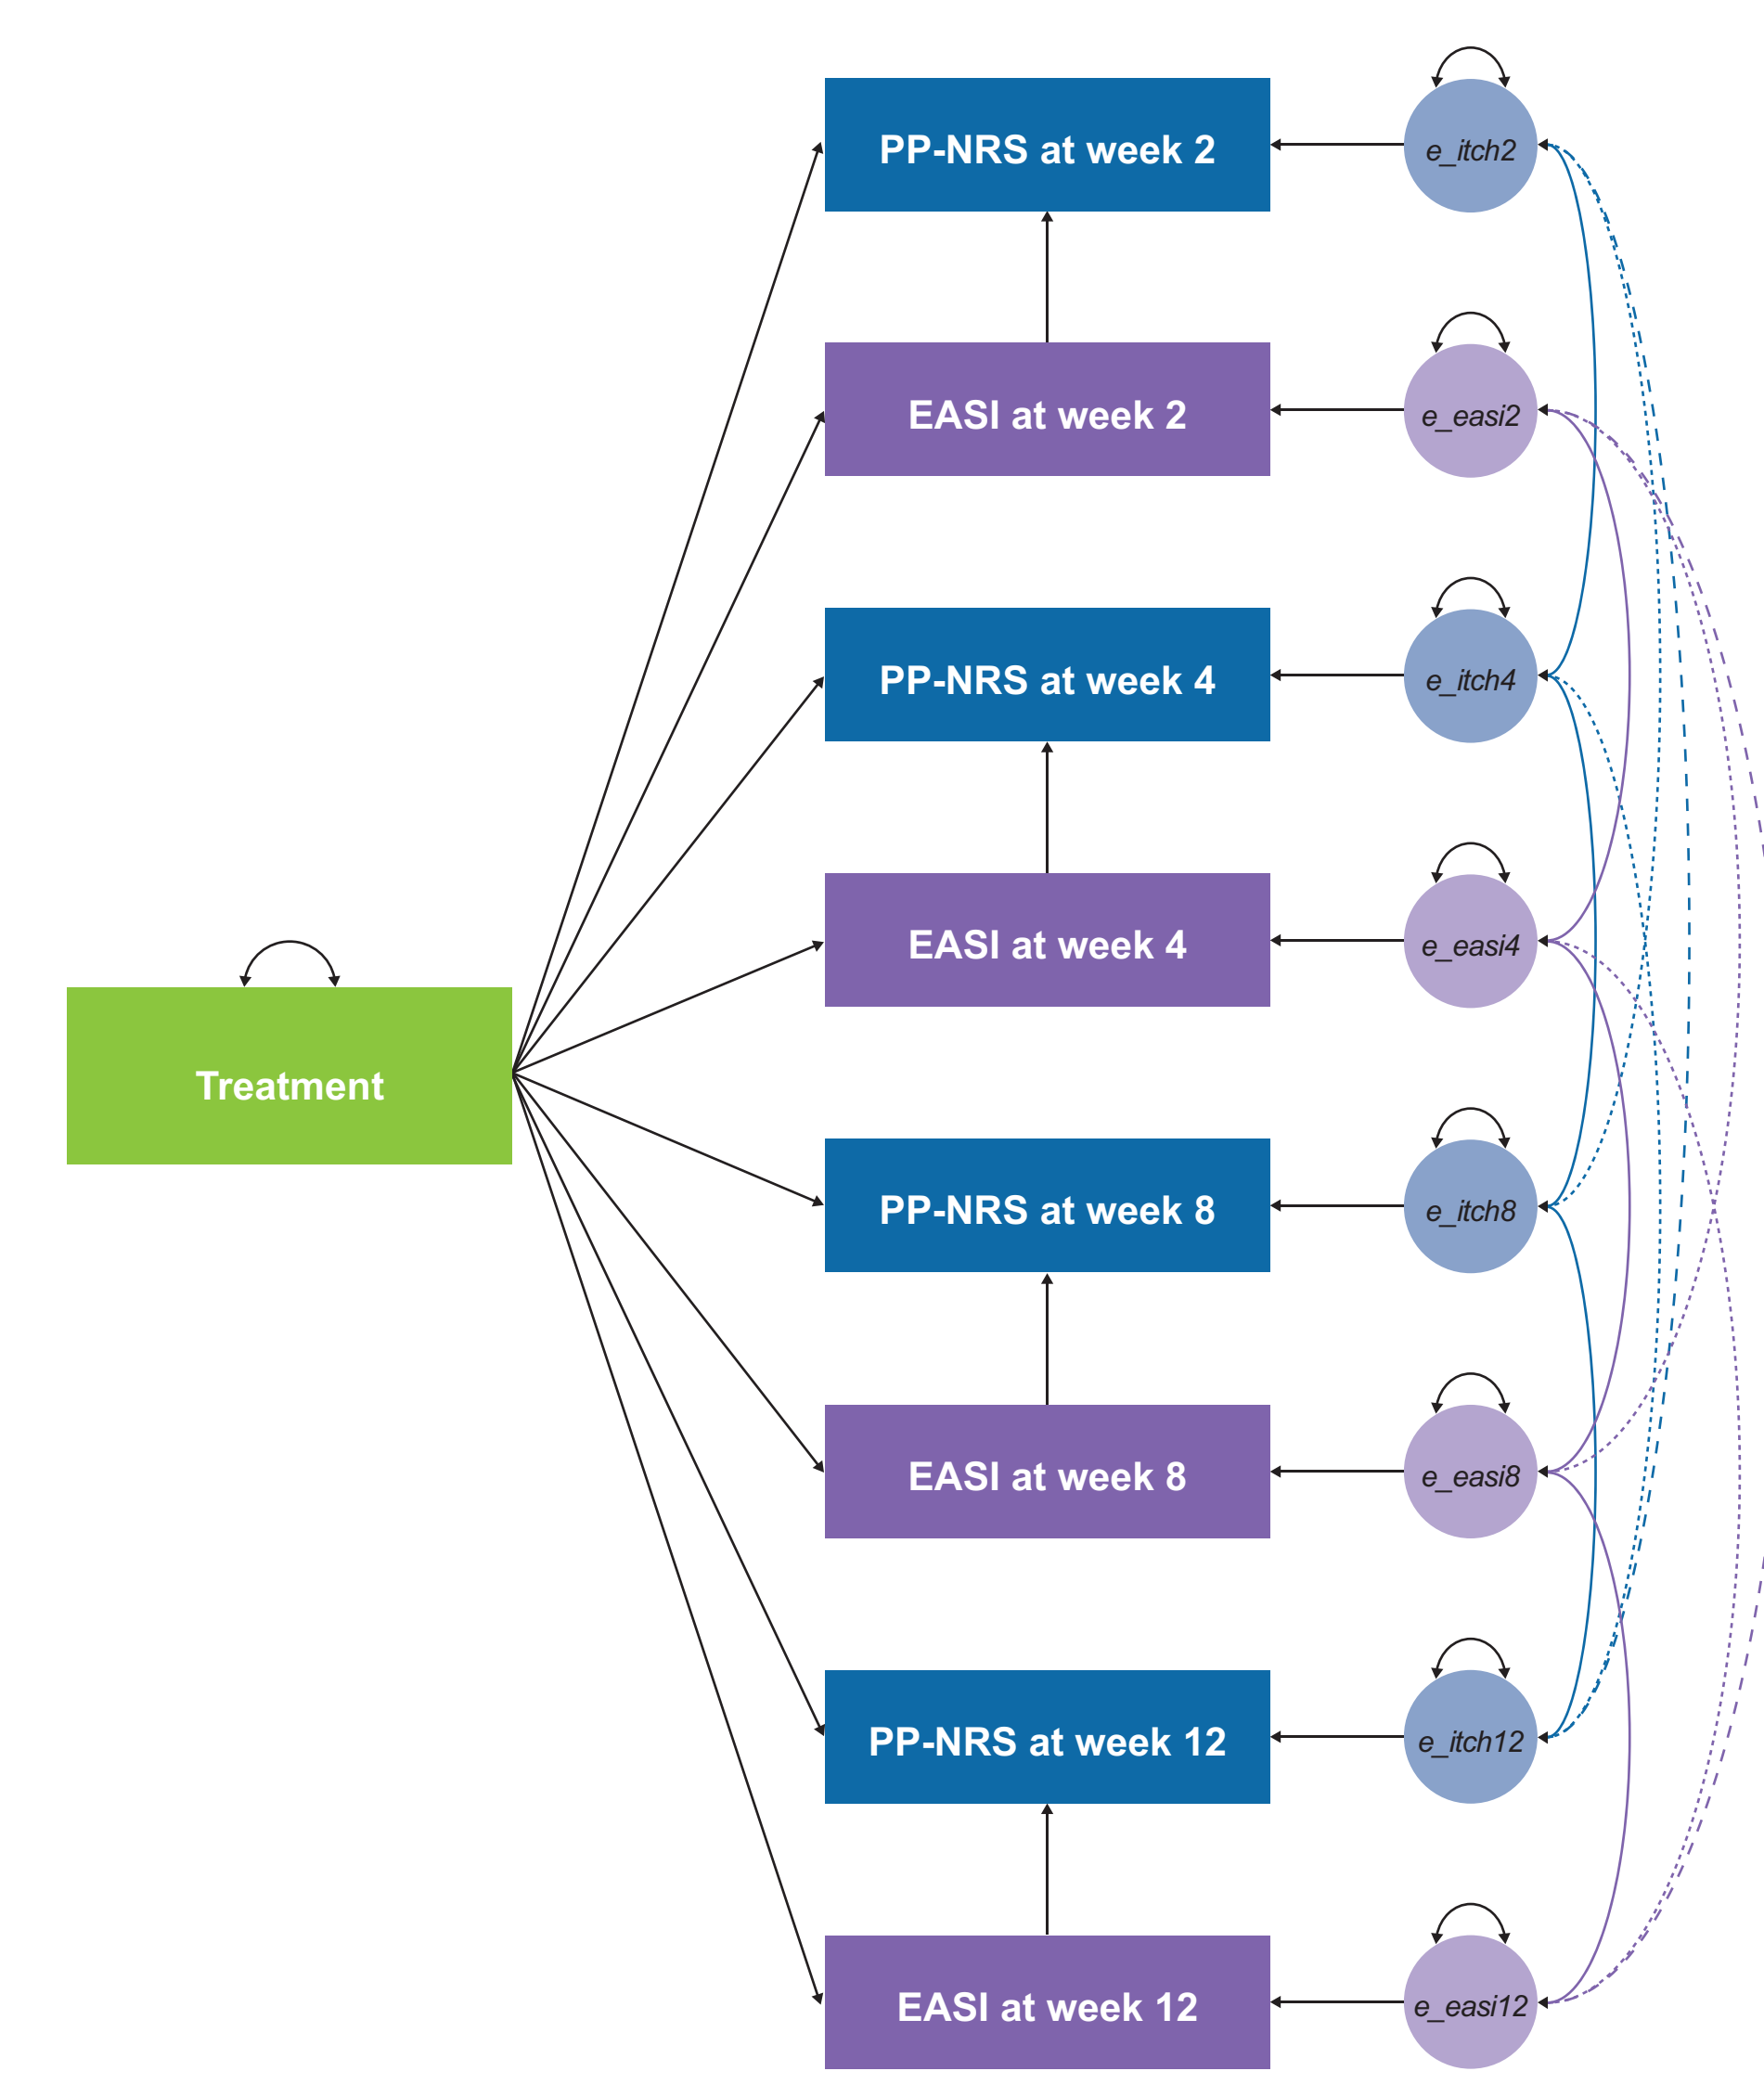 PP-NRS at week 2
e_itch2
EASI at week 2
e_easi2
PP-NRS at week 4
e_itch4
EASI at week 4
e_easi4
Treatment
PP-NRS at week 8
e_itch8
EASI at week 8
e_easi8
PP-NRS at week 12
e_itch12
EASI at week 12
e_easi12